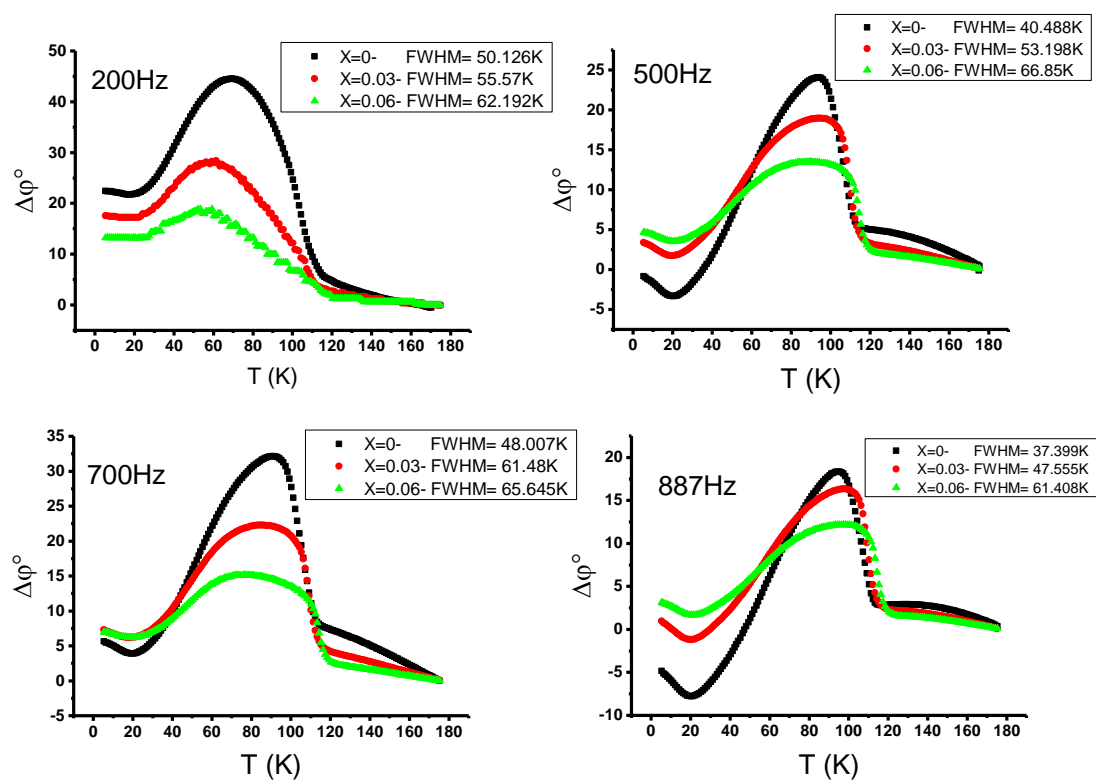 200Hz
X=0- FWHM= 50.126K
X=0.03- FWHM= 55.57K
X=0.06- FWHM= 62.192K
50
40
30
20
10
0
Δφ°
0 20 40 60 80 100 120 140 160 180
T (K)
500Hz
X=0- FWHM= 40.488K
X=0.03- FWHM= 53.198K
X=0.06- FWHM= 66.85K
25
20
15
10
5
0
-5
Δφ°
0 20 40 60 80 100 120 140 160 180
T (K)
700Hz
X=0- FWHM= 48.007K
X=0.03- FWHM= 61.48K
X=0.06- FWHM= 65.645K
35
30
25
20
15
10
5
0
-5
Δφ°
0 20 40 60 80 100 120 140 160 180
T (K)
887Hz
X=0- FWHM= 37.399K
X=0.03- FWHM= 47.555K
X=0.06- FWHM= 61.408K
20
15
10
5
0
-5
-10
Δφ°
0 20 40 60 80 100 120 140 160 180
T (K)